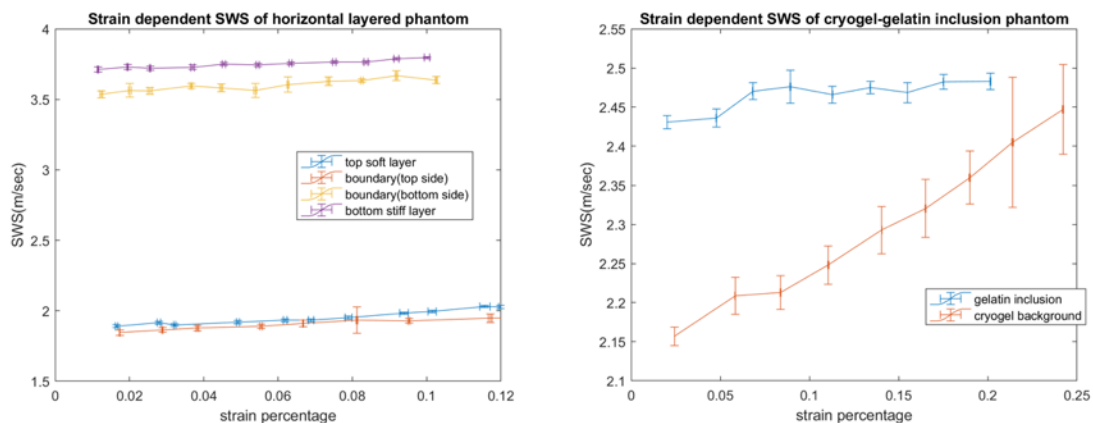 Strain dependent SWS of horizontal layered phantom
4
3.5
3
2.5
2
1.5
SWS(m/sec)
top soft layer
boundary(top side)
boundary(bottom side)
bottom stiff layer
0 0.02 0.04 0.06 0.08 0.1 0.12
strain percentage
Strain dependent SWS of cryogel-gelatin inclusion phantom
2.55
2.5
2.45
2.4
2.35
2.3
2.25
2.2
2.15
2.1
SWS(m/sec)
gelatin inclusion
cryogel background
0 0.05 0.1 0.15 0.2 0.25
strain percentage